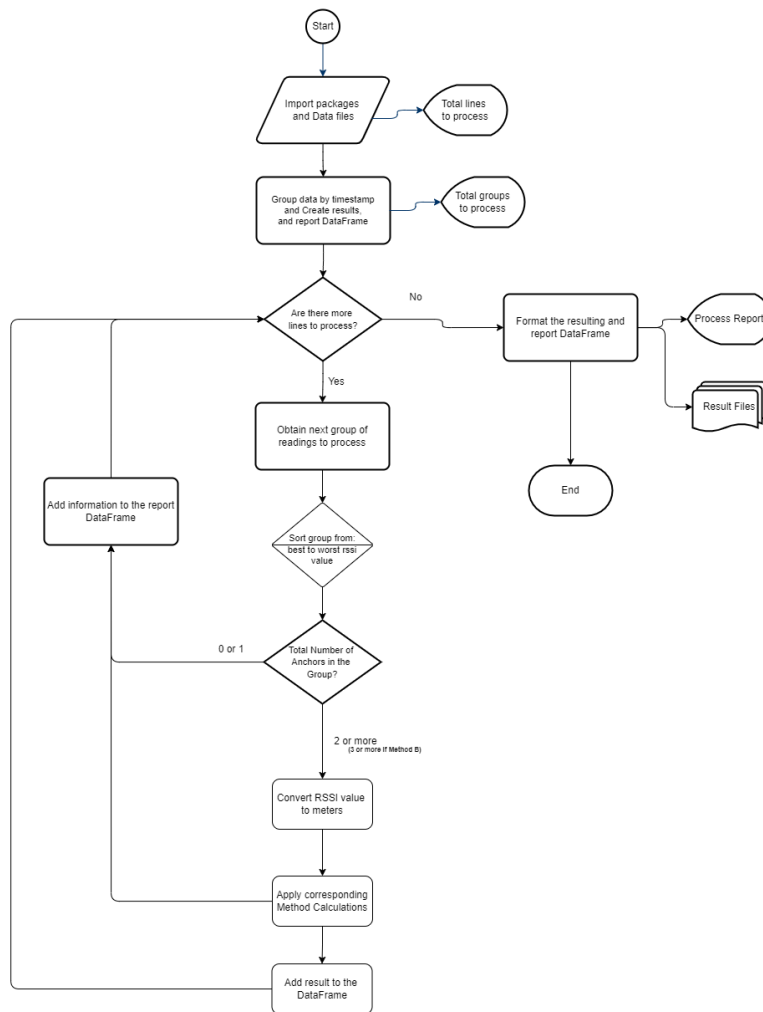 Start
Import packages
and Data files
Total lines
to process
Group data by timestamp
and Create results,
and report DataFrame
Total groups
to process
Are there more
lines to process?
No
Format the resulting and
report DataFrame
Process Report
Result Files
End
Yes
Obtain next group of
readings to process
Add information to the report
DataFrame
Sort group from:
best to worst rssi
value
0 or 1
Total Number of
Anchors in the
Group?
2 or more
(3 or more if Method B)
Convert RSSI value
to meters
Apply corresponding
Method Calculations
Add result to the
DataFrame